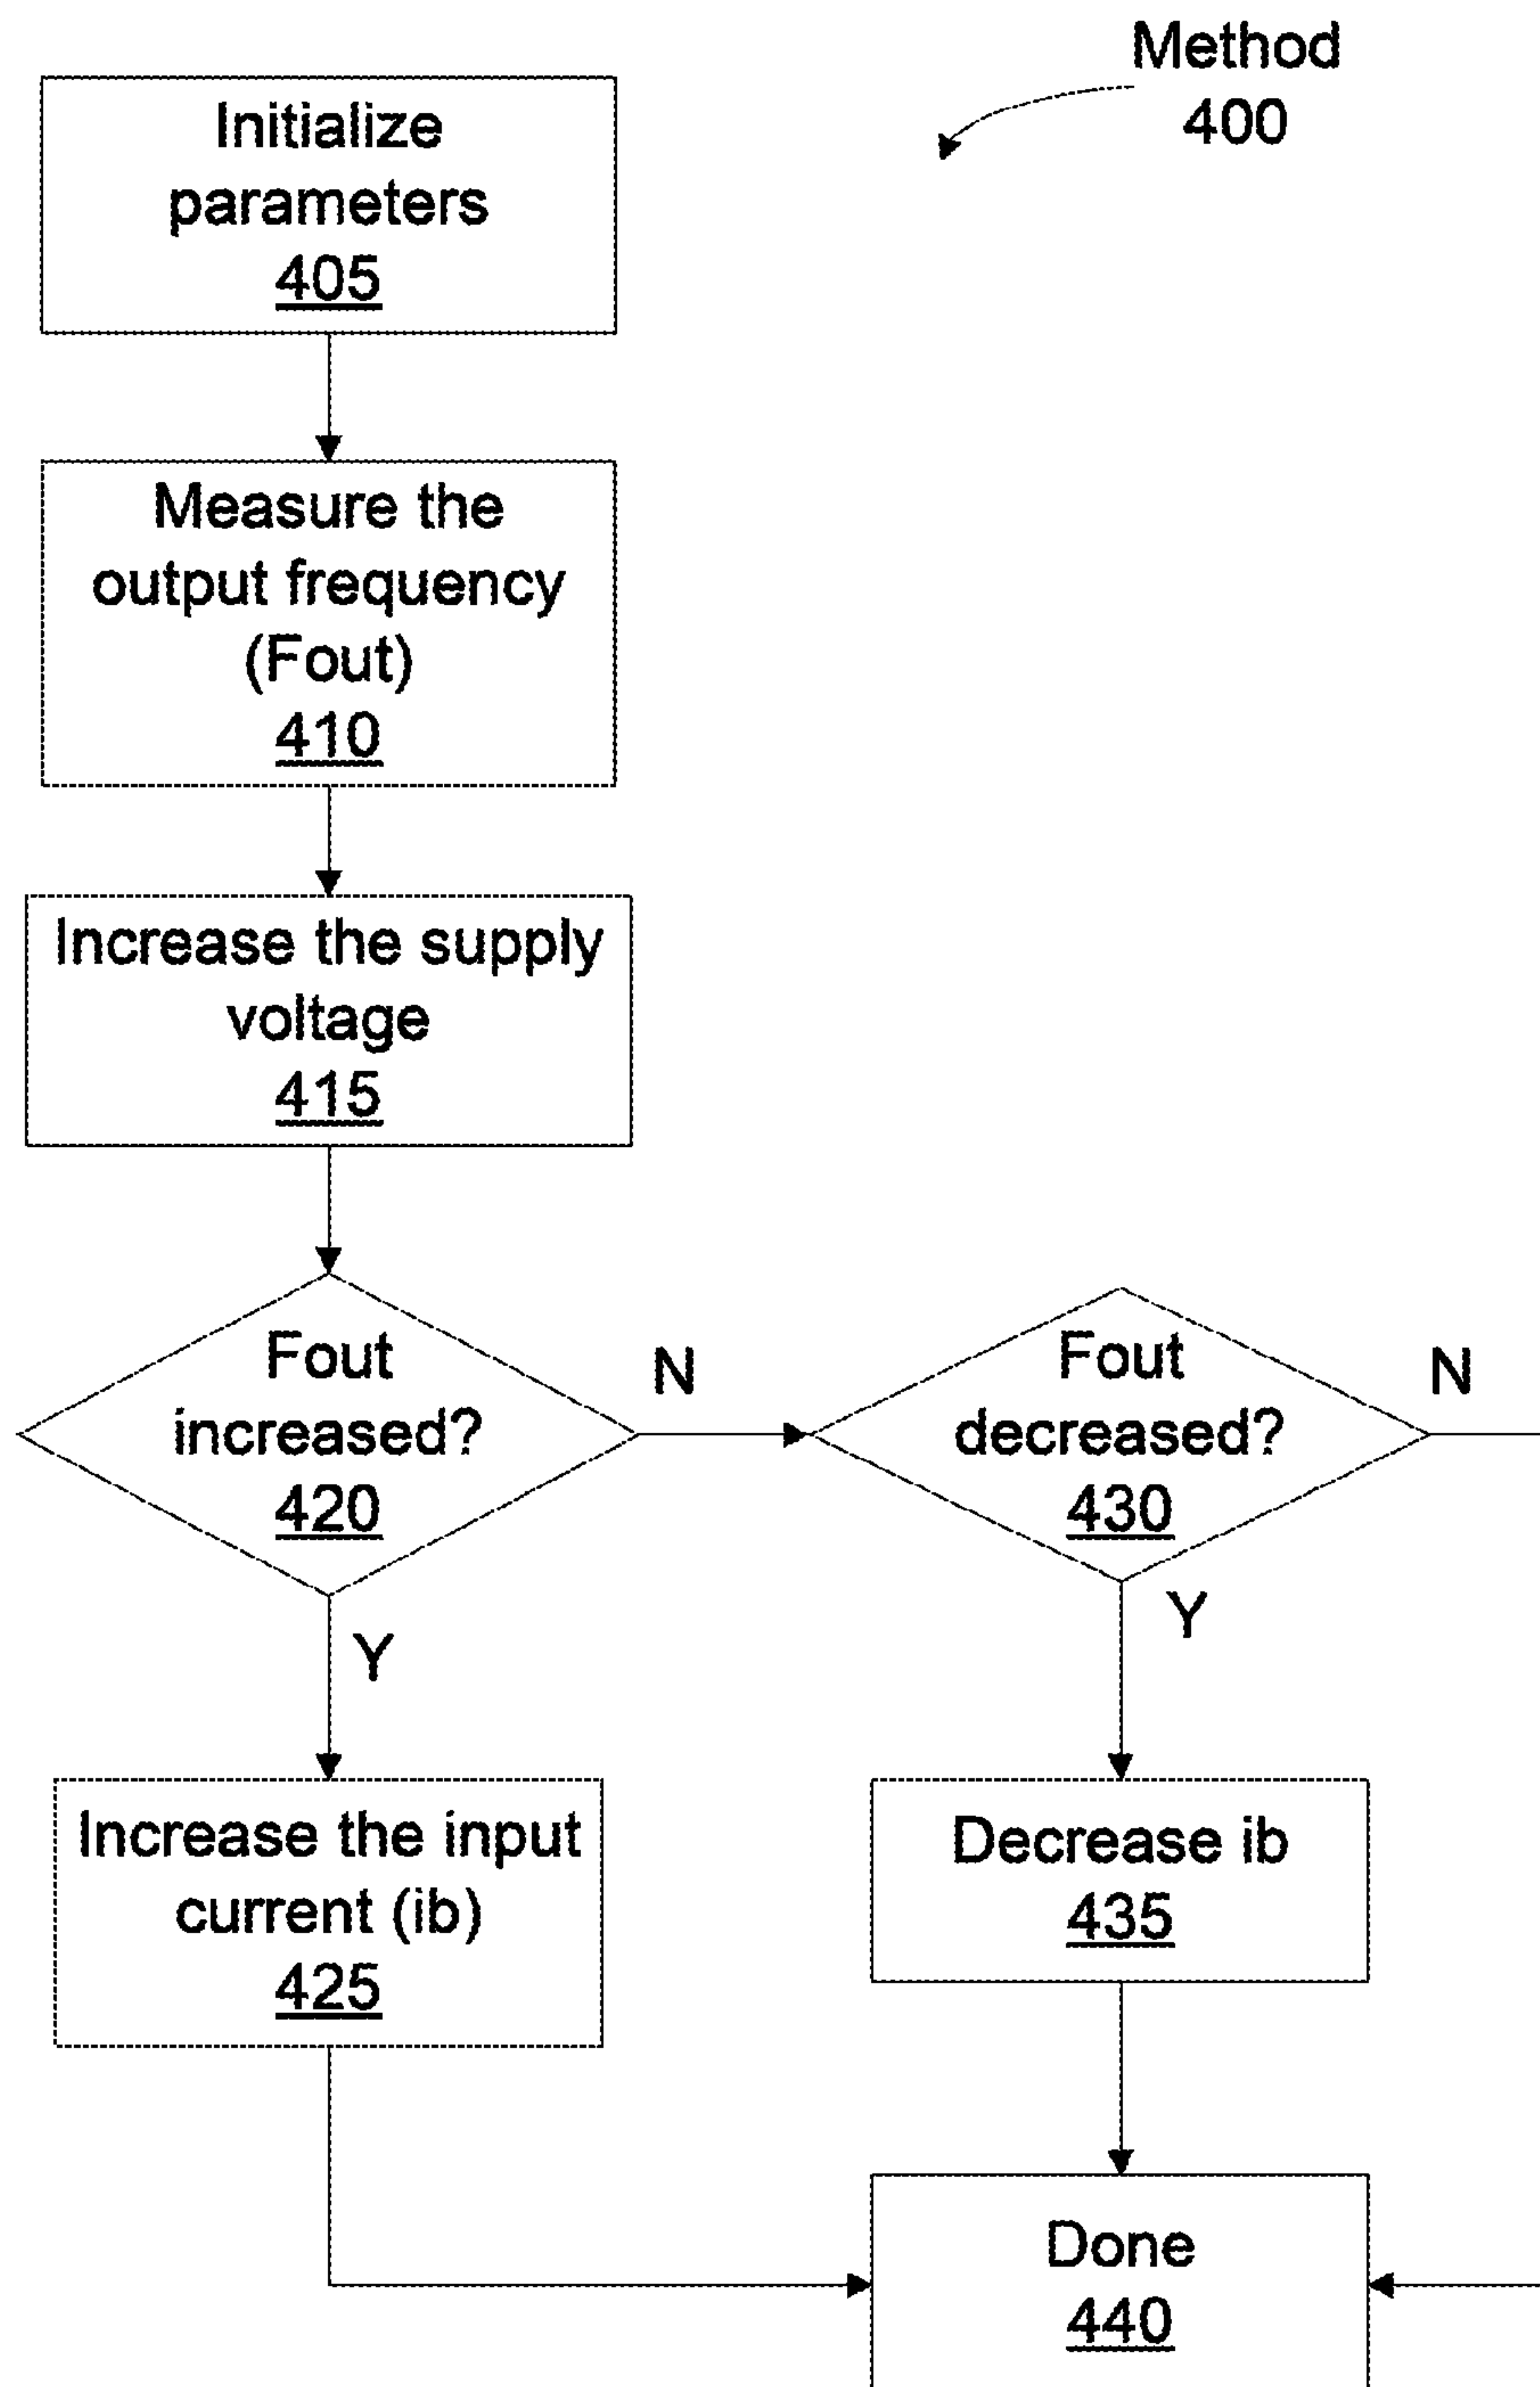 Method
400
Initialize
parameters
405
Measure the
output frequency
(Fout)
410
Increase the supply
voltage
415
Fout
increased?
420
N
Fout
decreased?
430
N
Y
Y
Increase the input
current (ib)
425
Decrease ib
435
Done
440